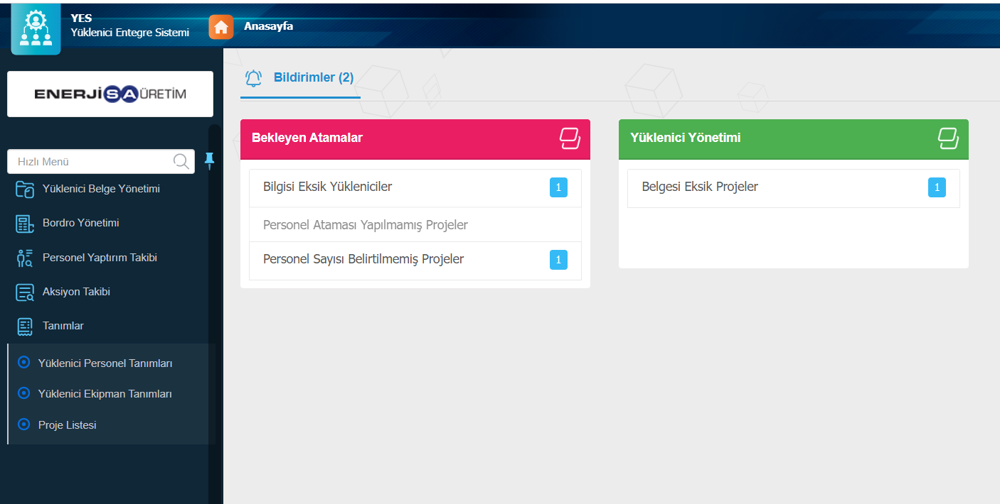 YES
Yüklenici Entegre Sistemi
Anasayfa
ENERJİSA ÜRETİM
Hızlı Menü
Yüklenici Belge Yönetimi
Bordro Yönetimi
Personel Yaptırım Takibi
Aksiyon Takibi
Tanımlar
Yüklenici Personel Tanımları
Yüklenici Ekipman Tanımları
Proje Listesi
Bildirimler (2)
Bekleyen Atamalar
Bilgisi Eksik Yükleniciler 1
Personel Ataması Yapılmamış Projeler
Personel Sayısı Belirtilmemiş Projeler 1
Yüklenici Yönetimi
Belgesi Eksik Projeler 1